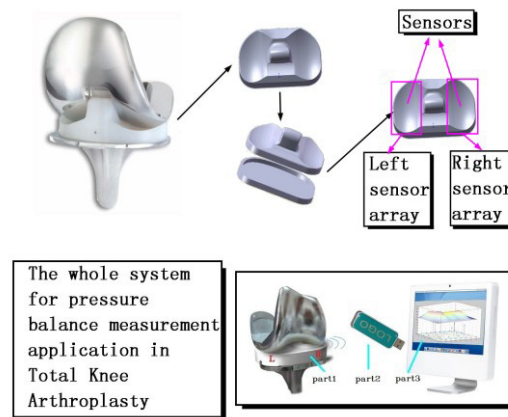 Sensors
Left
sensor
array
Right
sensor
array
The whole system
for pressure
balance measurement
application in
Total Knee
Arthroplasty
L
LOGO
part1
part2
part3